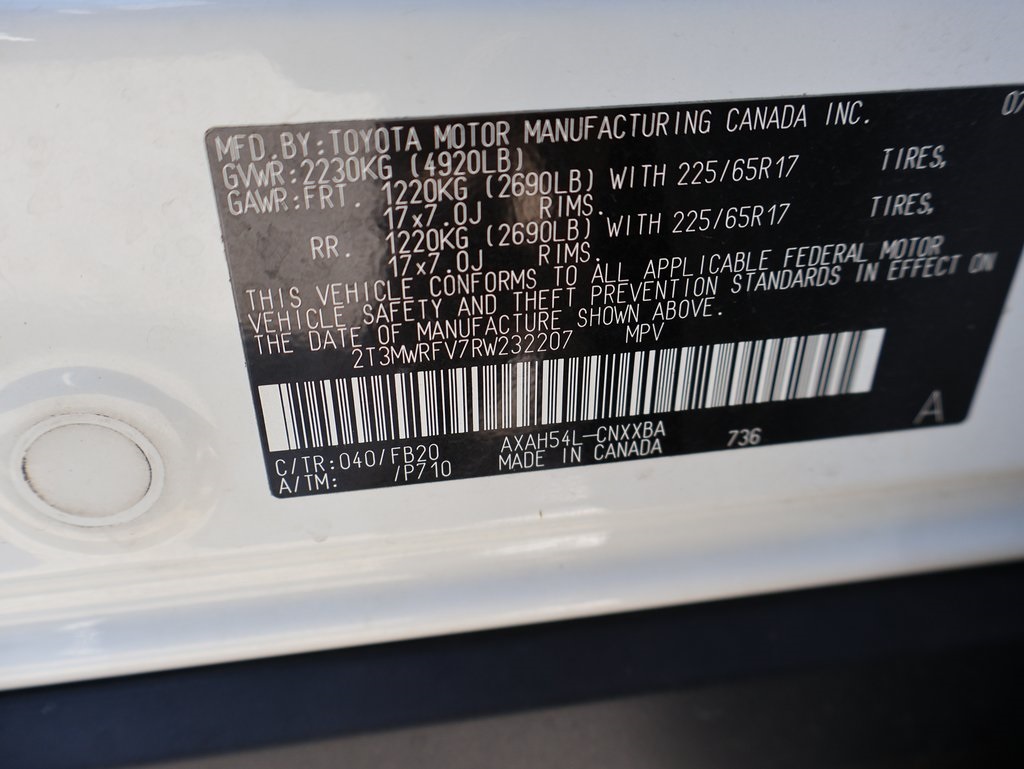 07
MFD.BY:TOYOTA MOTOR MANUFACTURING CANADA INC.
GVWR:2230KG (4920LB)
GAWR:FRT. 1220KG (2690LB) WITH 225/65R17 TIRES,
17x7.0J RIMS.
RR. 1220KG (2690LB) WITH 225/65R17 TIRES,
17x7.0J RIMS.
THIS VEHICLE CONFORMS TO ALL APPLICABLE FEDERAL MOTOR
VEHICLE SAFETY AND THEFT PREVENTION STANDARDS IN EFFECT ON
THE DATE OF MANUFACTURE SHOWN ABOVE.
2T3MWRFV7RW232207 MPV
C/TR:040/FB20 AXAH54L-CNXXBA 736 A
A/TM: /P710 MADE IN CANADA